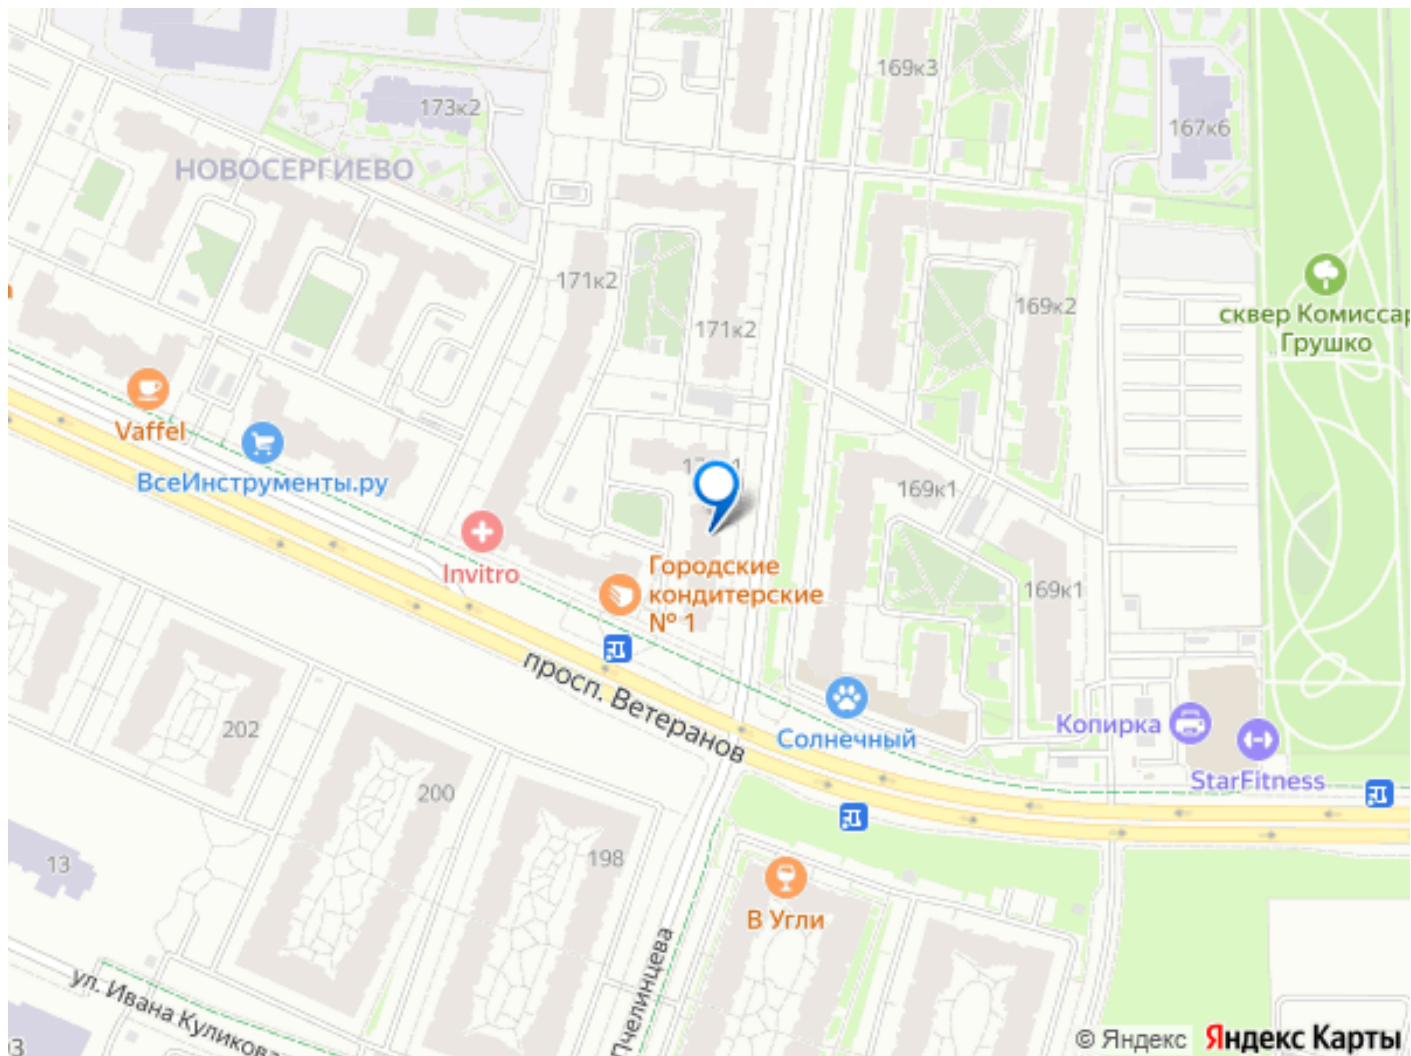 169к3
173к2
167к6
НОВОСЕРГИЕВО
171к2
171к2
169к2
сквер Комиссар
Грушко
Vaffel
ВсеИнструменты.ру
169к1
Invitro
Городские
кондитерские
№ 1
169к1
просп. Ветеранов
202
Солнечный
Копирка
StarFitness
200
198
13
В Угли
ул. Ивана Куликова
Пчелинцева
© Яндекс Яндекс Карты